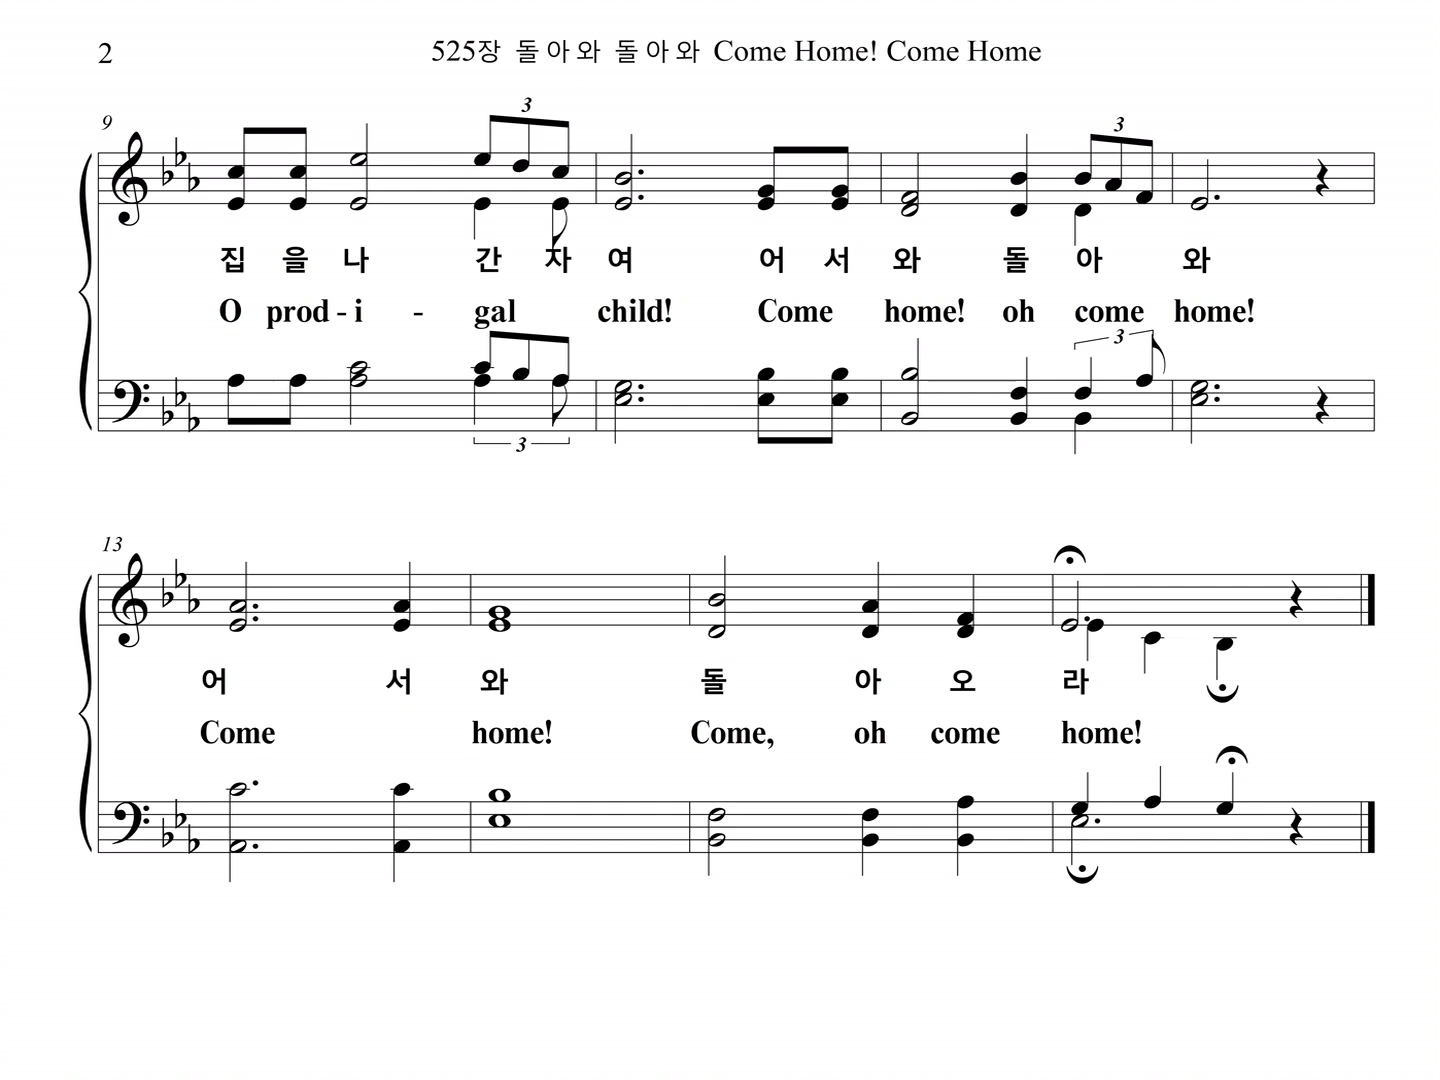 2
525장 돌아와 돌아와 Come Home! Come Home
9
3 3
집 을 나 간 자 여 어 서 와 돌 아 와
O prod - i - gal child! Come home! oh come home!
3
3
13
어 서 와 돌 아 오 라
Come home! Come, oh come home!